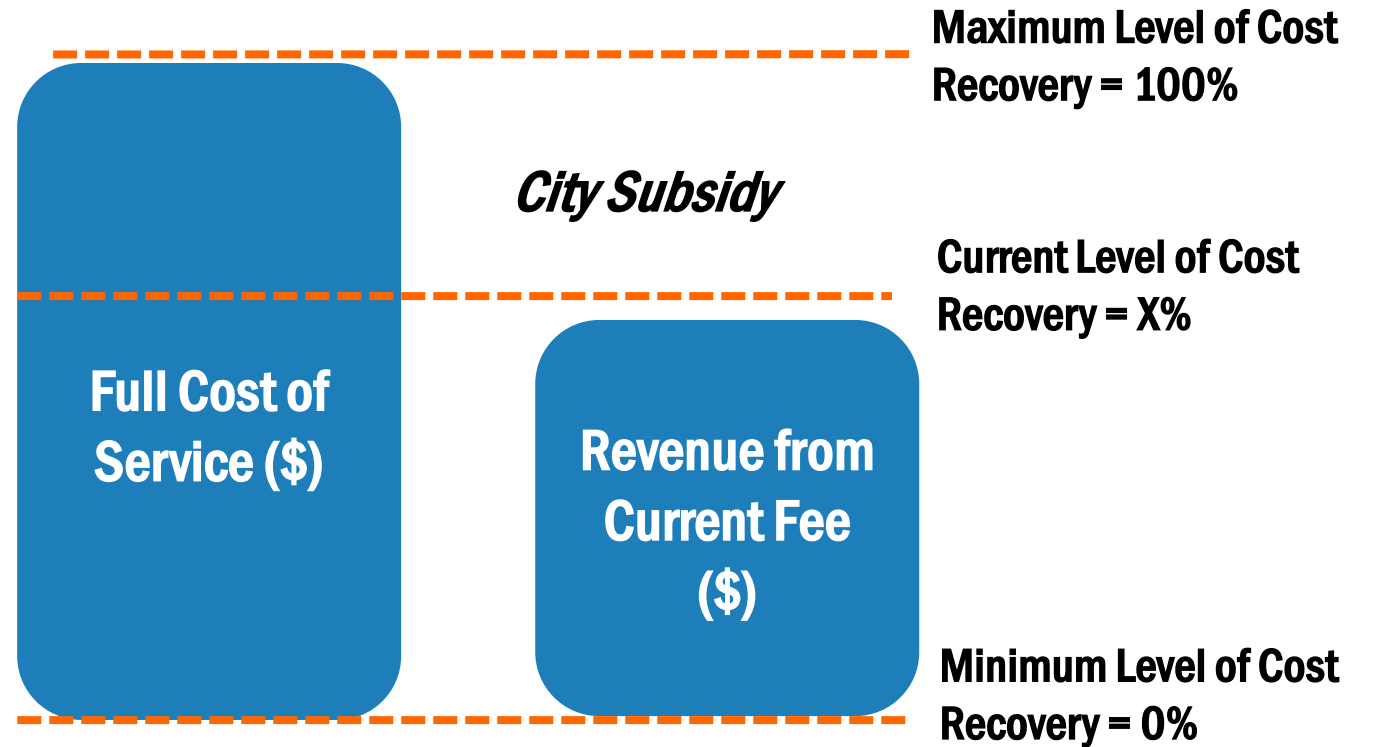 Maximum Level of Cost
Recovery = 100%
City Subsidy
Current Level of Cost
Recovery = X%
Full Cost of
Service ($)
Revenue from
Current Fee
($)
Minimum Level of Cost
Recovery = 0%